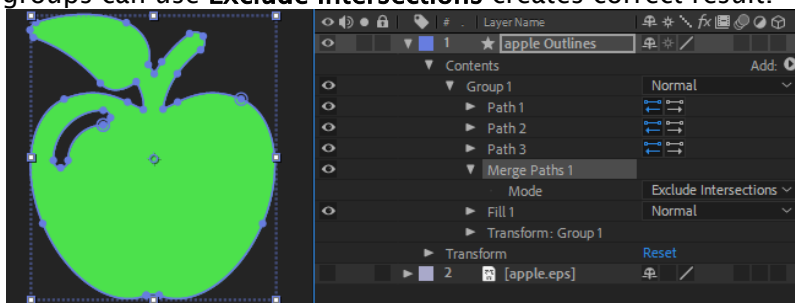 groups can use Exclude Intersections creates correct result.
# . Layer Name
1 ★ apple Outlines
Contents Add:
Group 1 Normal
Path 1
Path 2
Path 3
Merge Paths 1
Mode Exclude Intersections
Fill 1 Normal
Transform: Group 1
Transform Reset
2 [apple.eps]